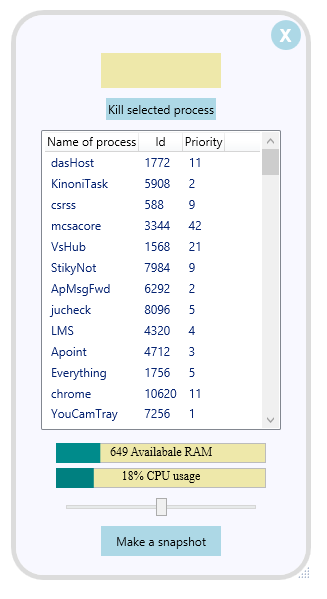 X
Kill selected process
Name of process Id Priority
dasHost 1772 11
KinoniTask 5908 2
csrss 588 9
mcsacore 3344 42
VsHub 1568 21
StikyNot 7984 9
ApMsgFwd 6292 2
jucheck 8096 5
LMS 4320 4
Apoint 4712 3
Everything 1756 5
chrome 10620 11
YouCamTray 7256 1
649 Availabale RAM
18% CPU usage
Make a snapshot